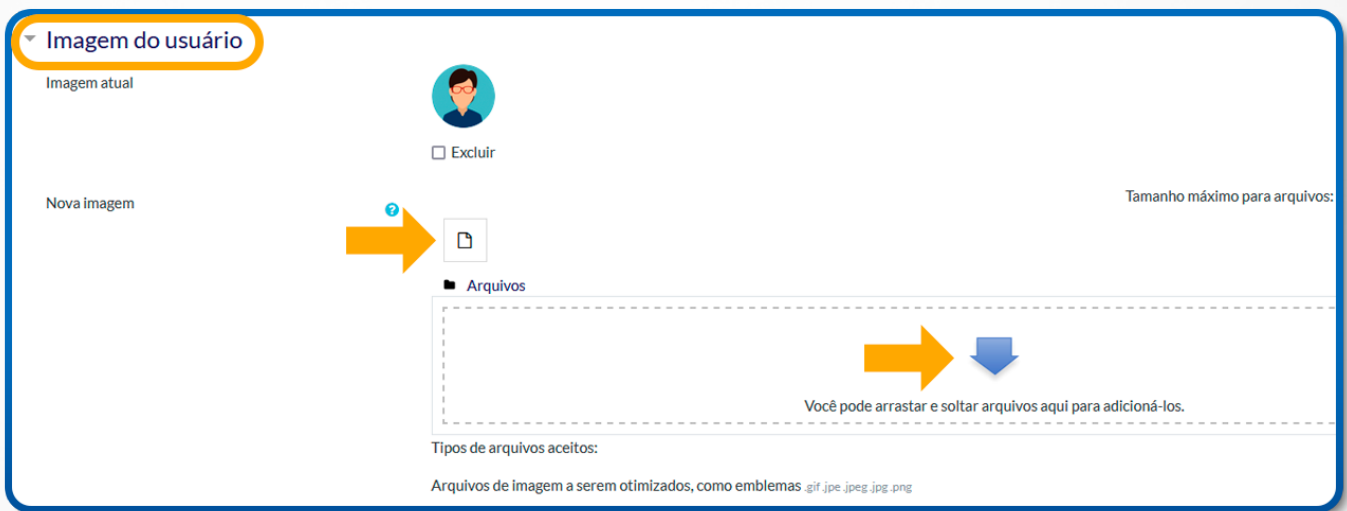 Imagem do usuário
Imagem atual
Excluir
Nova imagem
?
Tamanho máximo para arquivos:
Arquivos
Você pode arrastar e soltar arquivos aqui para adicioná-los.
Tipos de arquivos aceitos:
Arquivos de imagem a serem otimizados, como emblemas .gif .jpe .jpeg .jpg .png